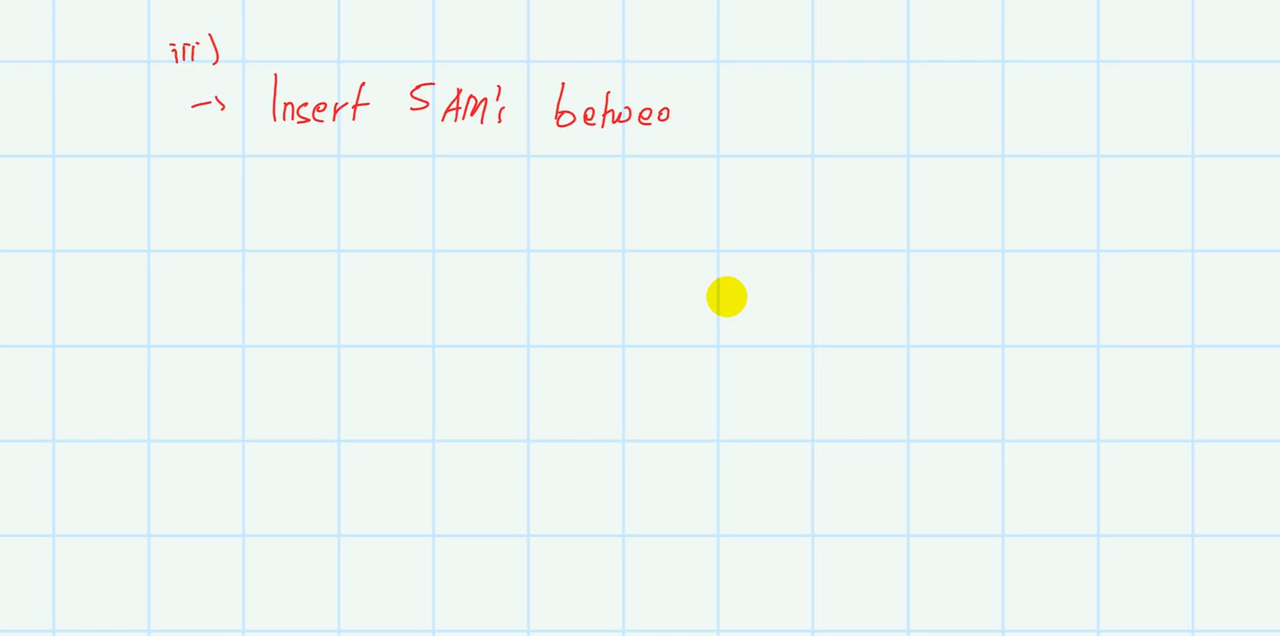 iii)
→ Insert 5 AM's betwee